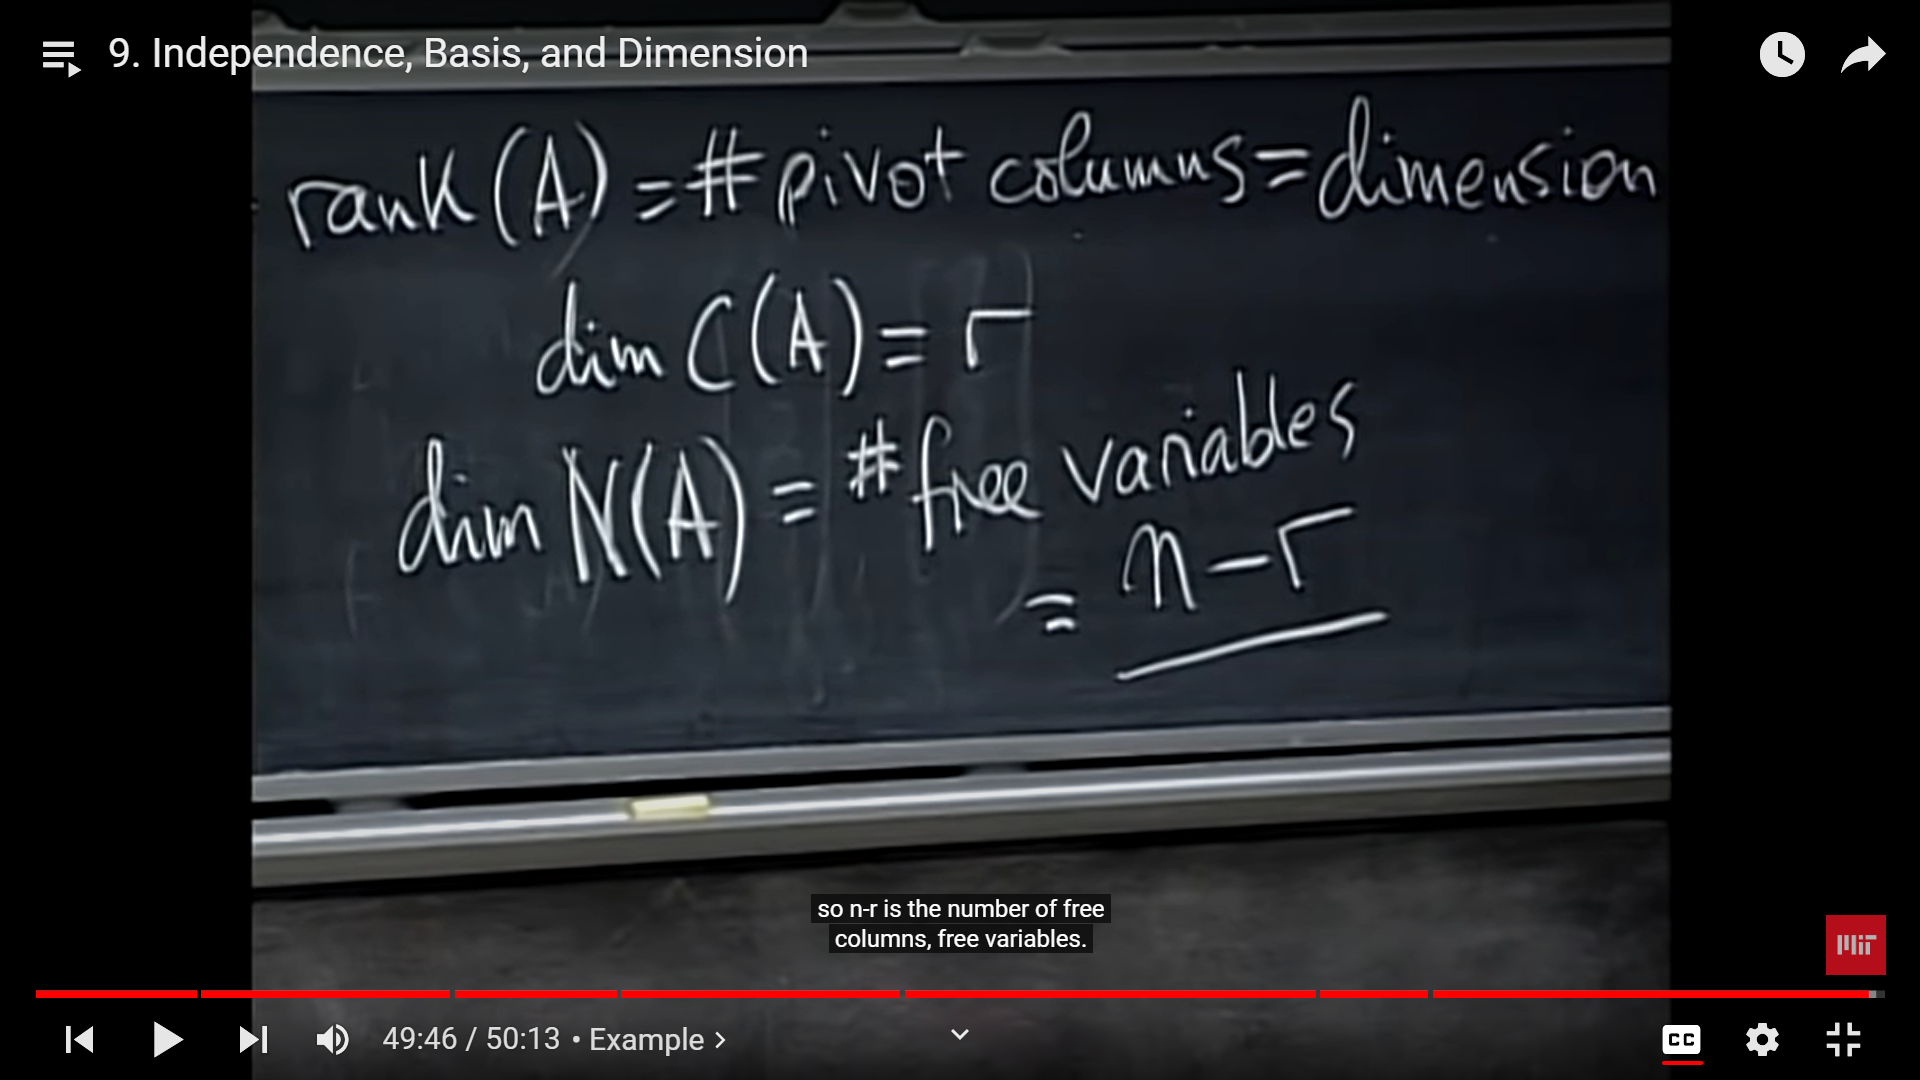 9. Independence, Basis, and Dimension
rank(A) = # pivot columns = dimension
dim C(A) = r
dim N(A) = # free variables
= n - r
so n-r is the number of free
columns, free variables.
MIT
49:46 / 50:13 • Example >
CC